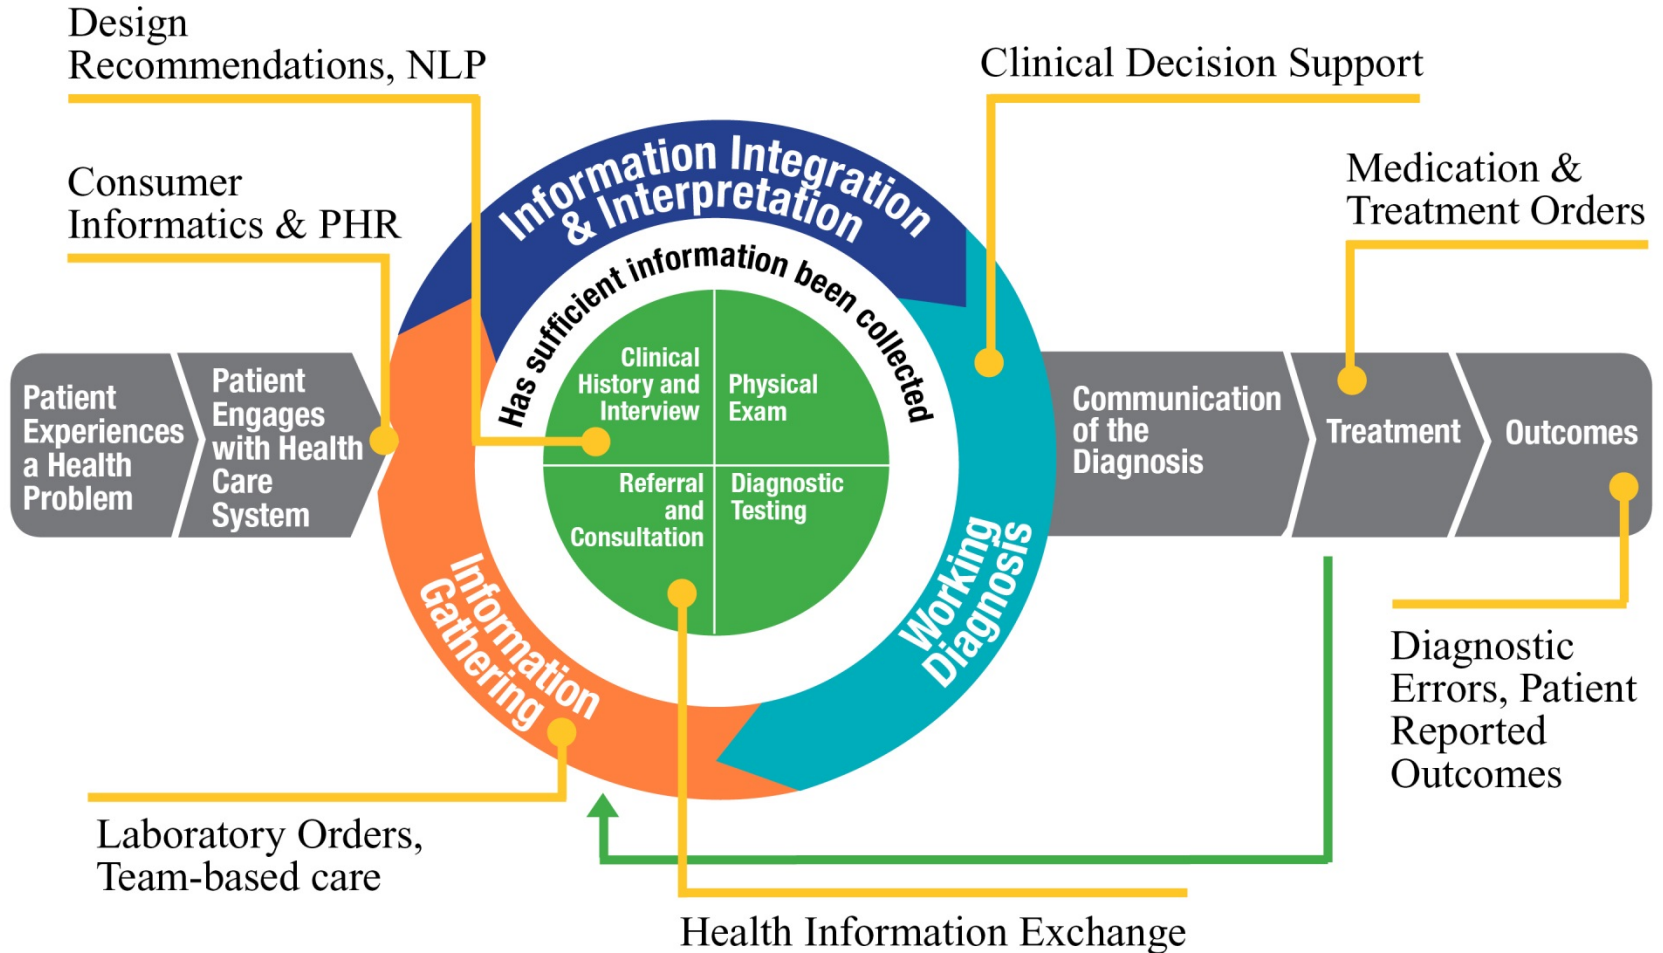 Design
Recommendations, NLP
Clinical Decision Support
Consumer
Informatics & PHR
Medication &
Treatment Orders
Information Integration
& Interpretation
Has sufficient information been collected
Patient
Experiences
a Health
Problem
Patient
Engages
with Health
Care
System
Clinical
History and
Interview
Physical
Exam
Referral
and
Consultation
Diagnostic
Testing
Information
Gathering
Working
Diagnosis
Communication
of the
Diagnosis
Treatment
Outcomes
Diagnostic
Errors, Patient
Reported
Outcomes
Laboratory Orders,
Team-based care
Health Information Exchange